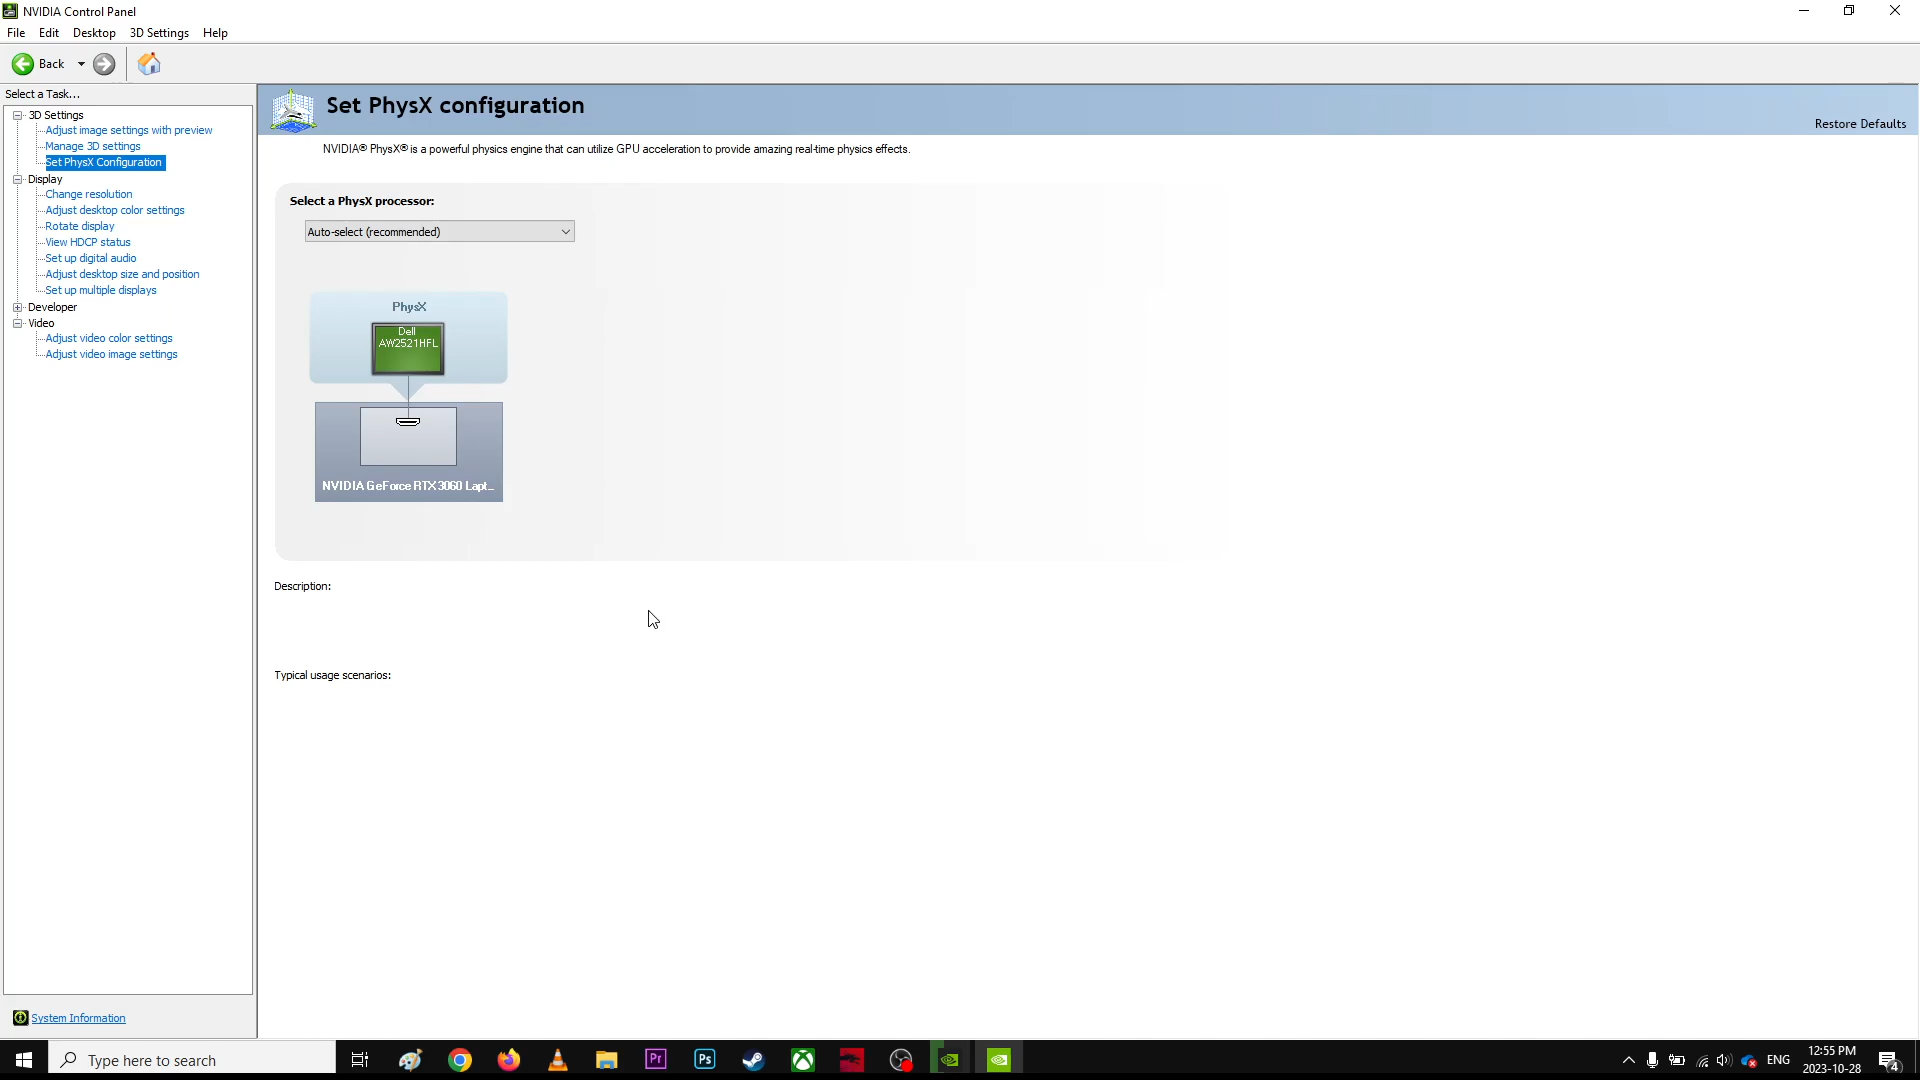 NVIDIA Control Panel
File Edit Desktop 3D Settings Help
Back
Select a Task...
3D Settings
Adjust image settings with preview
Manage 3D settings
Set PhysX Configuration
Display
Change resolution
Adjust desktop color settings
Rotate display
View HDCP status
Set up digital audio
Adjust desktop size and position
Set up multiple displays
Developer
Video
Adjust video color settings
Adjust video image settings
System Information
Set PhysX configuration
Restore Defaults
NVIDIA® PhysX® is a powerful physics engine that can utilize GPU acceleration to provide amazing real-time physics effects.
Select a PhysX processor:
Auto-select (recommended)
PhysX
Dell
AW2521HFL
NVIDIA GeForce RTX 3060 Lapt...
Description:
Typical usage scenarios:
Type here to search
Pr
Ps
ENG
12:55 PM
2023-10-28
4